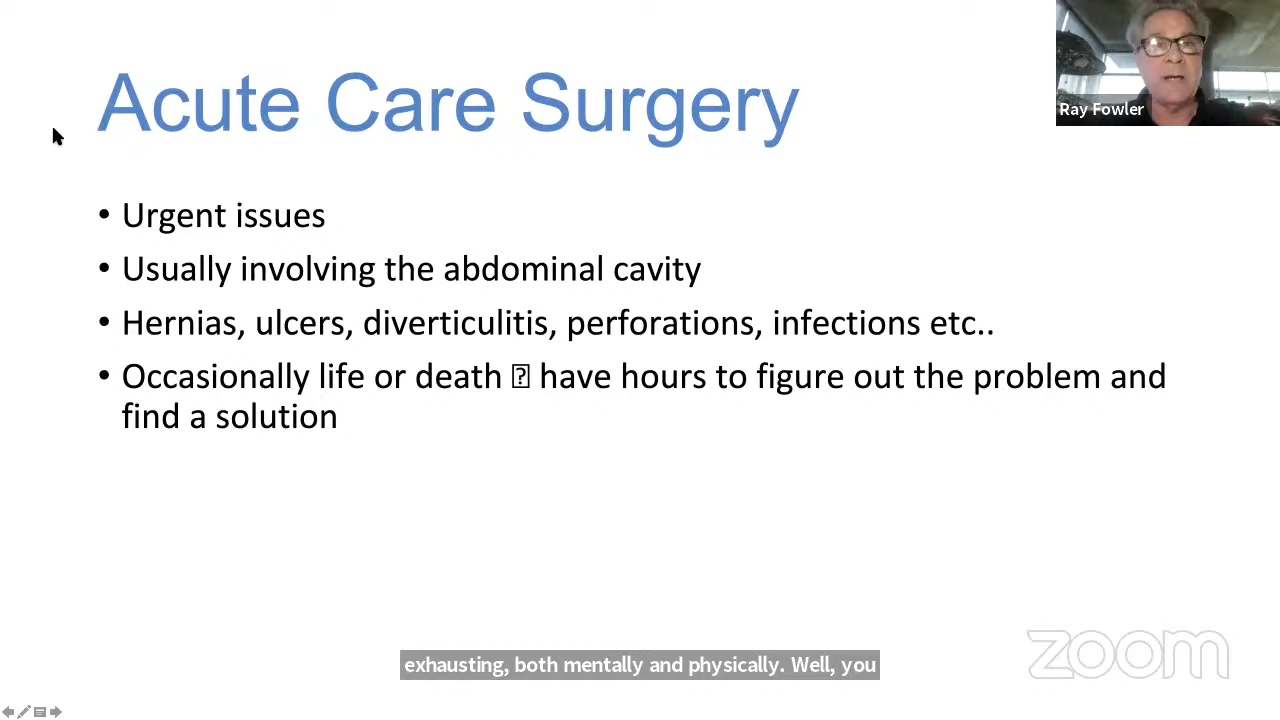 Acute Care Surgery
Ray Fowler
• Urgent issues
• Usually involving the abdominal cavity
• Hernias, ulcers, diverticulitis, perforations, infections etc..
• Occasionally life or death ⍰ have hours to figure out the problem and
find a solution
exhausting, both mentally and physically. Well, you
zoom